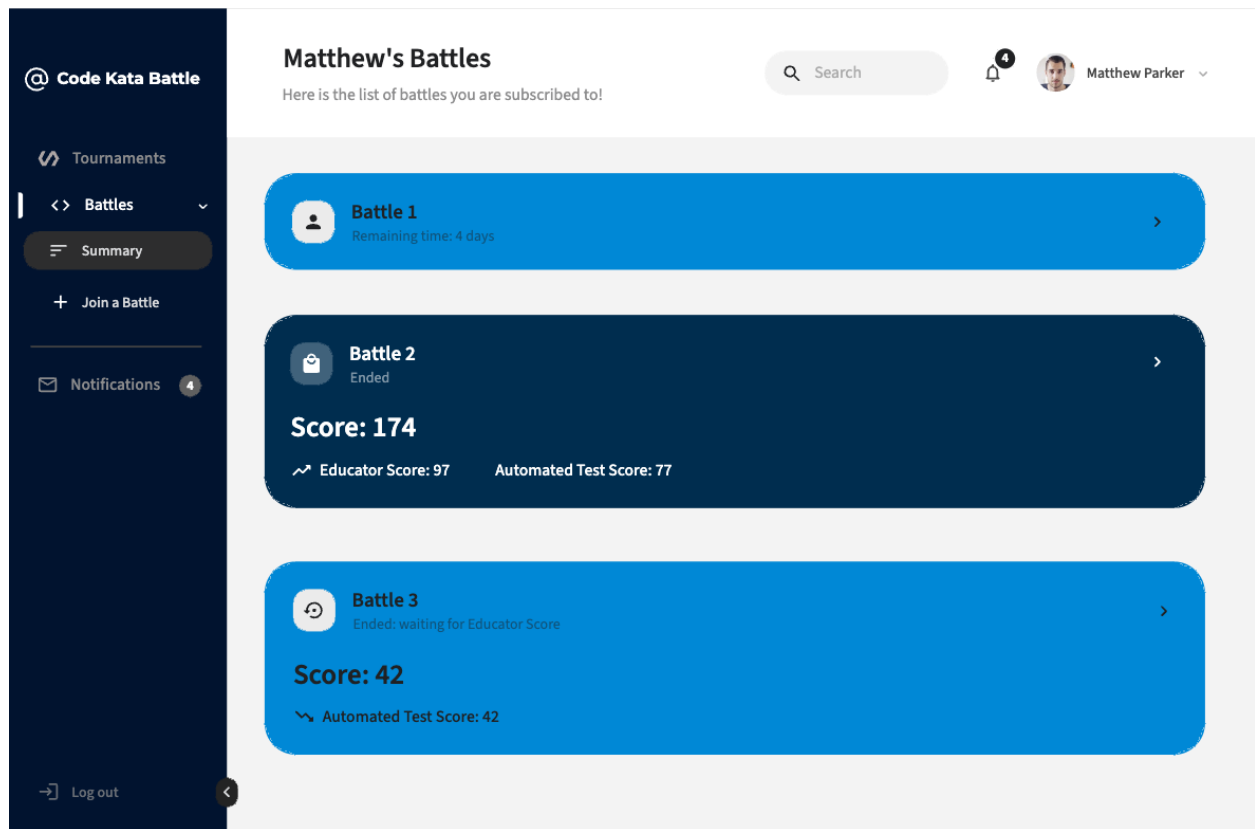 @ Code Kata Battle
Tournaments
<> Battles
Summary
+ Join a Battle
Notifications 4
Log out
Matthew's Battles
Here is the list of battles you are subscribed to!
Search
4
Matthew Parker
Battle 1
Remaining time: 4 days
Battle 2
Ended
Score: 174
Educator Score: 97 Automated Test Score: 77
Battle 3
Ended: waiting for Educator Score
Score: 42
Automated Test Score: 42